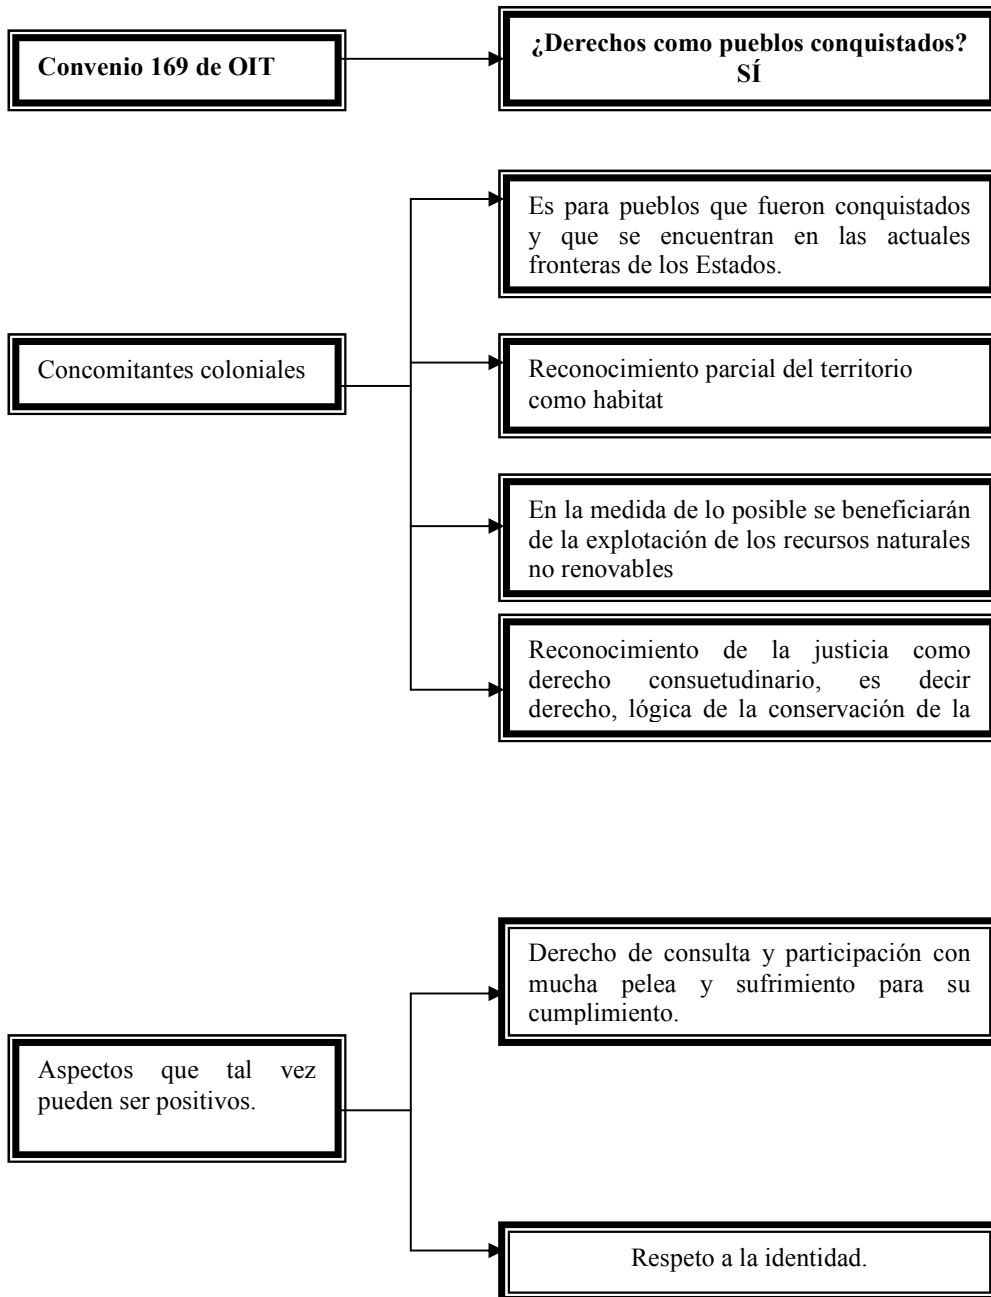 Convenio 169 de OIT
¿Derechos como pueblos conquistados?
SÍ
Concomitantes coloniales
Es para pueblos que fueron conquistados
y que se encuentran en las actuales
fronteras de los Estados.
Reconocimiento parcial del territorio
como habitat
En la medida de lo posible se beneficiarán
de la explotación de los recursos naturales
no renovables
Reconocimiento de la justicia como
derecho consuetudinario, es decir
derecho, lógica de la conservación de la
Aspectos que tal vez
pueden ser positivos.
Derecho de consulta y participación con
mucha pelea y sufrimiento para su
cumplimiento.
Respeto a la identidad.